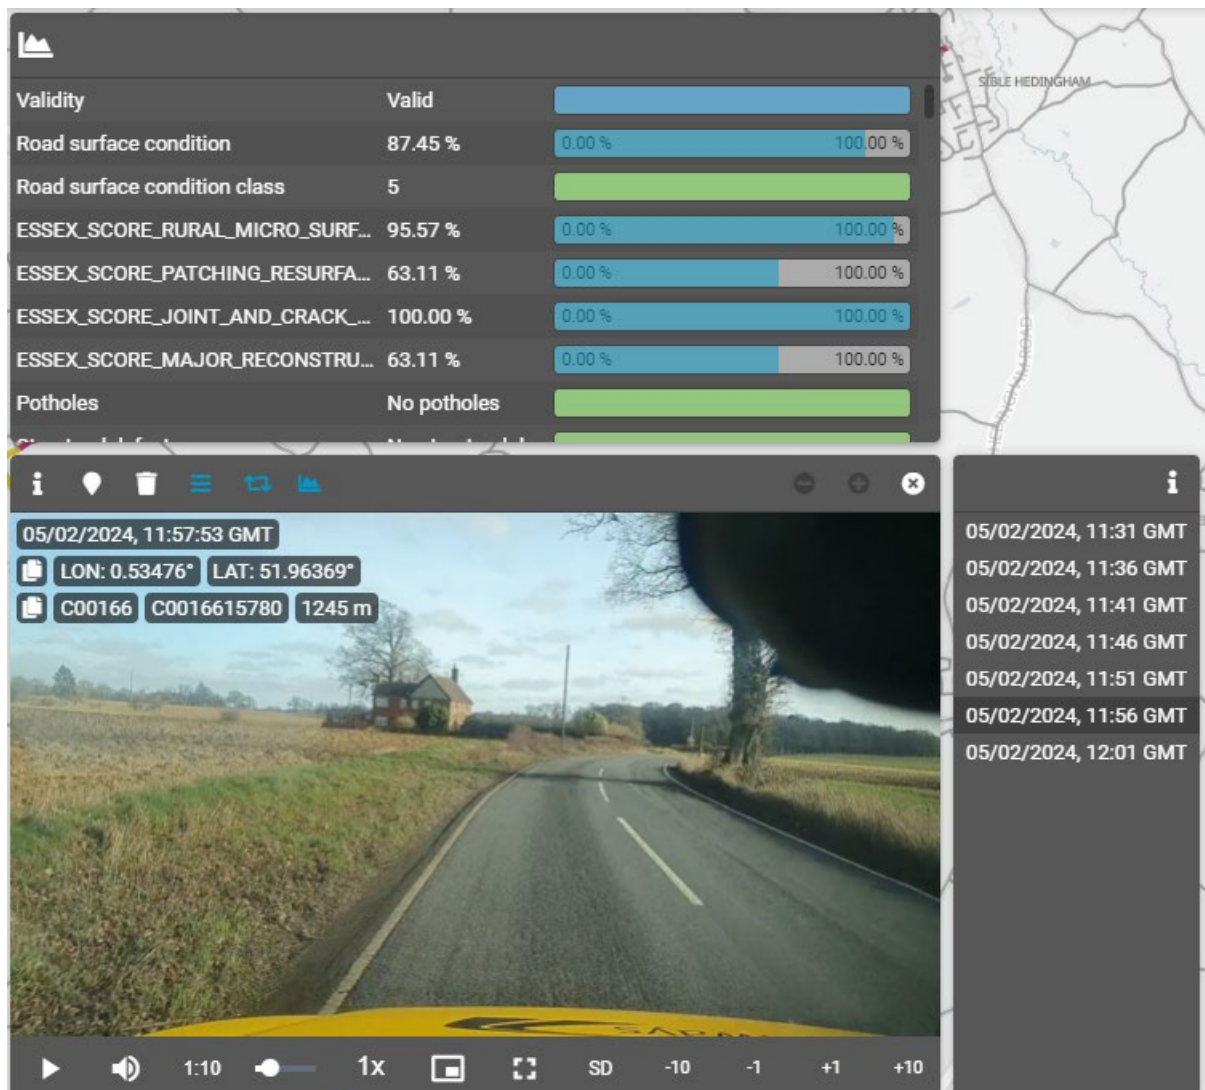 SIBLE HEDINGHAM
Validity Valid
Road surface condition 87.45 % 0.00 % 100.00 %
Road surface condition class 5
ESSEX_SCORE_RURAL_MICRO_SURF... 95.57 % 0.00 % 100.00 %
ESSEX_SCORE_PATCHING_RESURFA... 63.11 % 0.00 % 100.00 %
ESSEX_SCORE_JOINT_AND_CRACK_... 100.00 % 0.00 % 100.00 %
ESSEX_SCORE_MAJOR_RECONSTRU... 63.11 % 0.00 % 100.00 %
Potholes No potholes
HEDINGHAM ROAD
05/02/2024, 11:57:53 GMT
LON: 0.53476° LAT: 51.96369°
C00166 C0016615780 1245 m
1:10 1x SD -10 -1 +1 +10
05/02/2024, 11:31 GMT
05/02/2024, 11:36 GMT
05/02/2024, 11:41 GMT
05/02/2024, 11:46 GMT
05/02/2024, 11:51 GMT
05/02/2024, 11:56 GMT
05/02/2024, 12:01 GMT